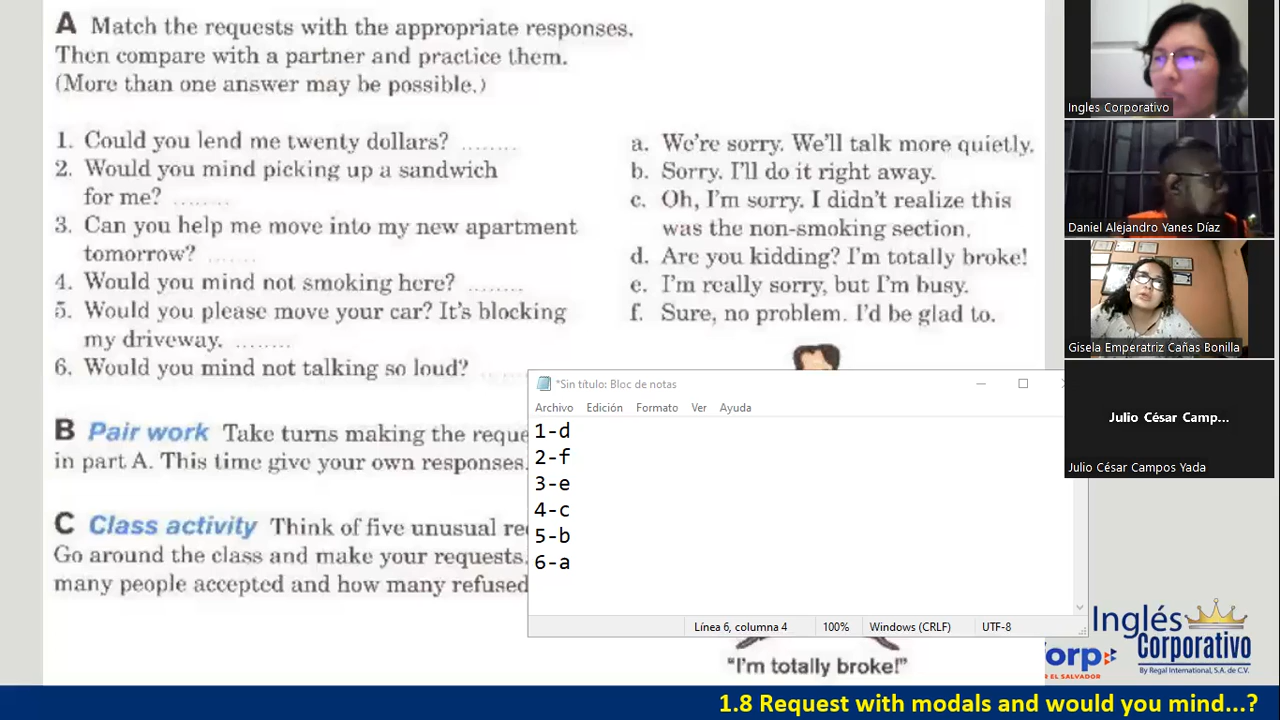 A Match the requests with the appropriate responses.
Then compare with a partner and practice them.
(More than one answer may be possible.)
1. Could you lend me twenty dollars? ........
2. Would you mind picking up a sandwich
for me? ........
3. Can you help me move into my new apartment
tomorrow? .......
4. Would you mind not smoking here? ........
5. Would you please move your car? It's blocking
my driveway. ........
6. Would you mind not talking so loud?
a. We're sorry. We'll talk more quietly.
b. Sorry. I'll do it right away.
c. Oh, I'm sorry. I didn't realize this
was the non-smoking section.
d. Are you kidding? I'm totally broke!
e. I'm really sorry, but I'm busy.
f. Sure, no problem. I'd be glad to.
B Pair work Take turns making the reque
in part A. This time give your own responses.
C Class activity Think of five unusual re
Go around the class and make your requests.
many people accepted and how many refused
*Sin título: Bloc de notas
Archivo Edición Formato Ver Ayuda
1-d
2-f
3-e
4-c
5-b
6-a
Línea 6, columna 4 100% Windows (CRLF) UTF-8
"I'm totally broke!"
Ingles Corporativo
Daniel Alejandro Yanes Díaz
Gisela Emperatriz Cañas Bonilla
Julio César Camp...
Julio César Campos Yada
Inglés
Corporativo
By Regal International, S.A. de C.V.
orp
R EL SALVADOR
1.8 Request with modals and would you mind...?